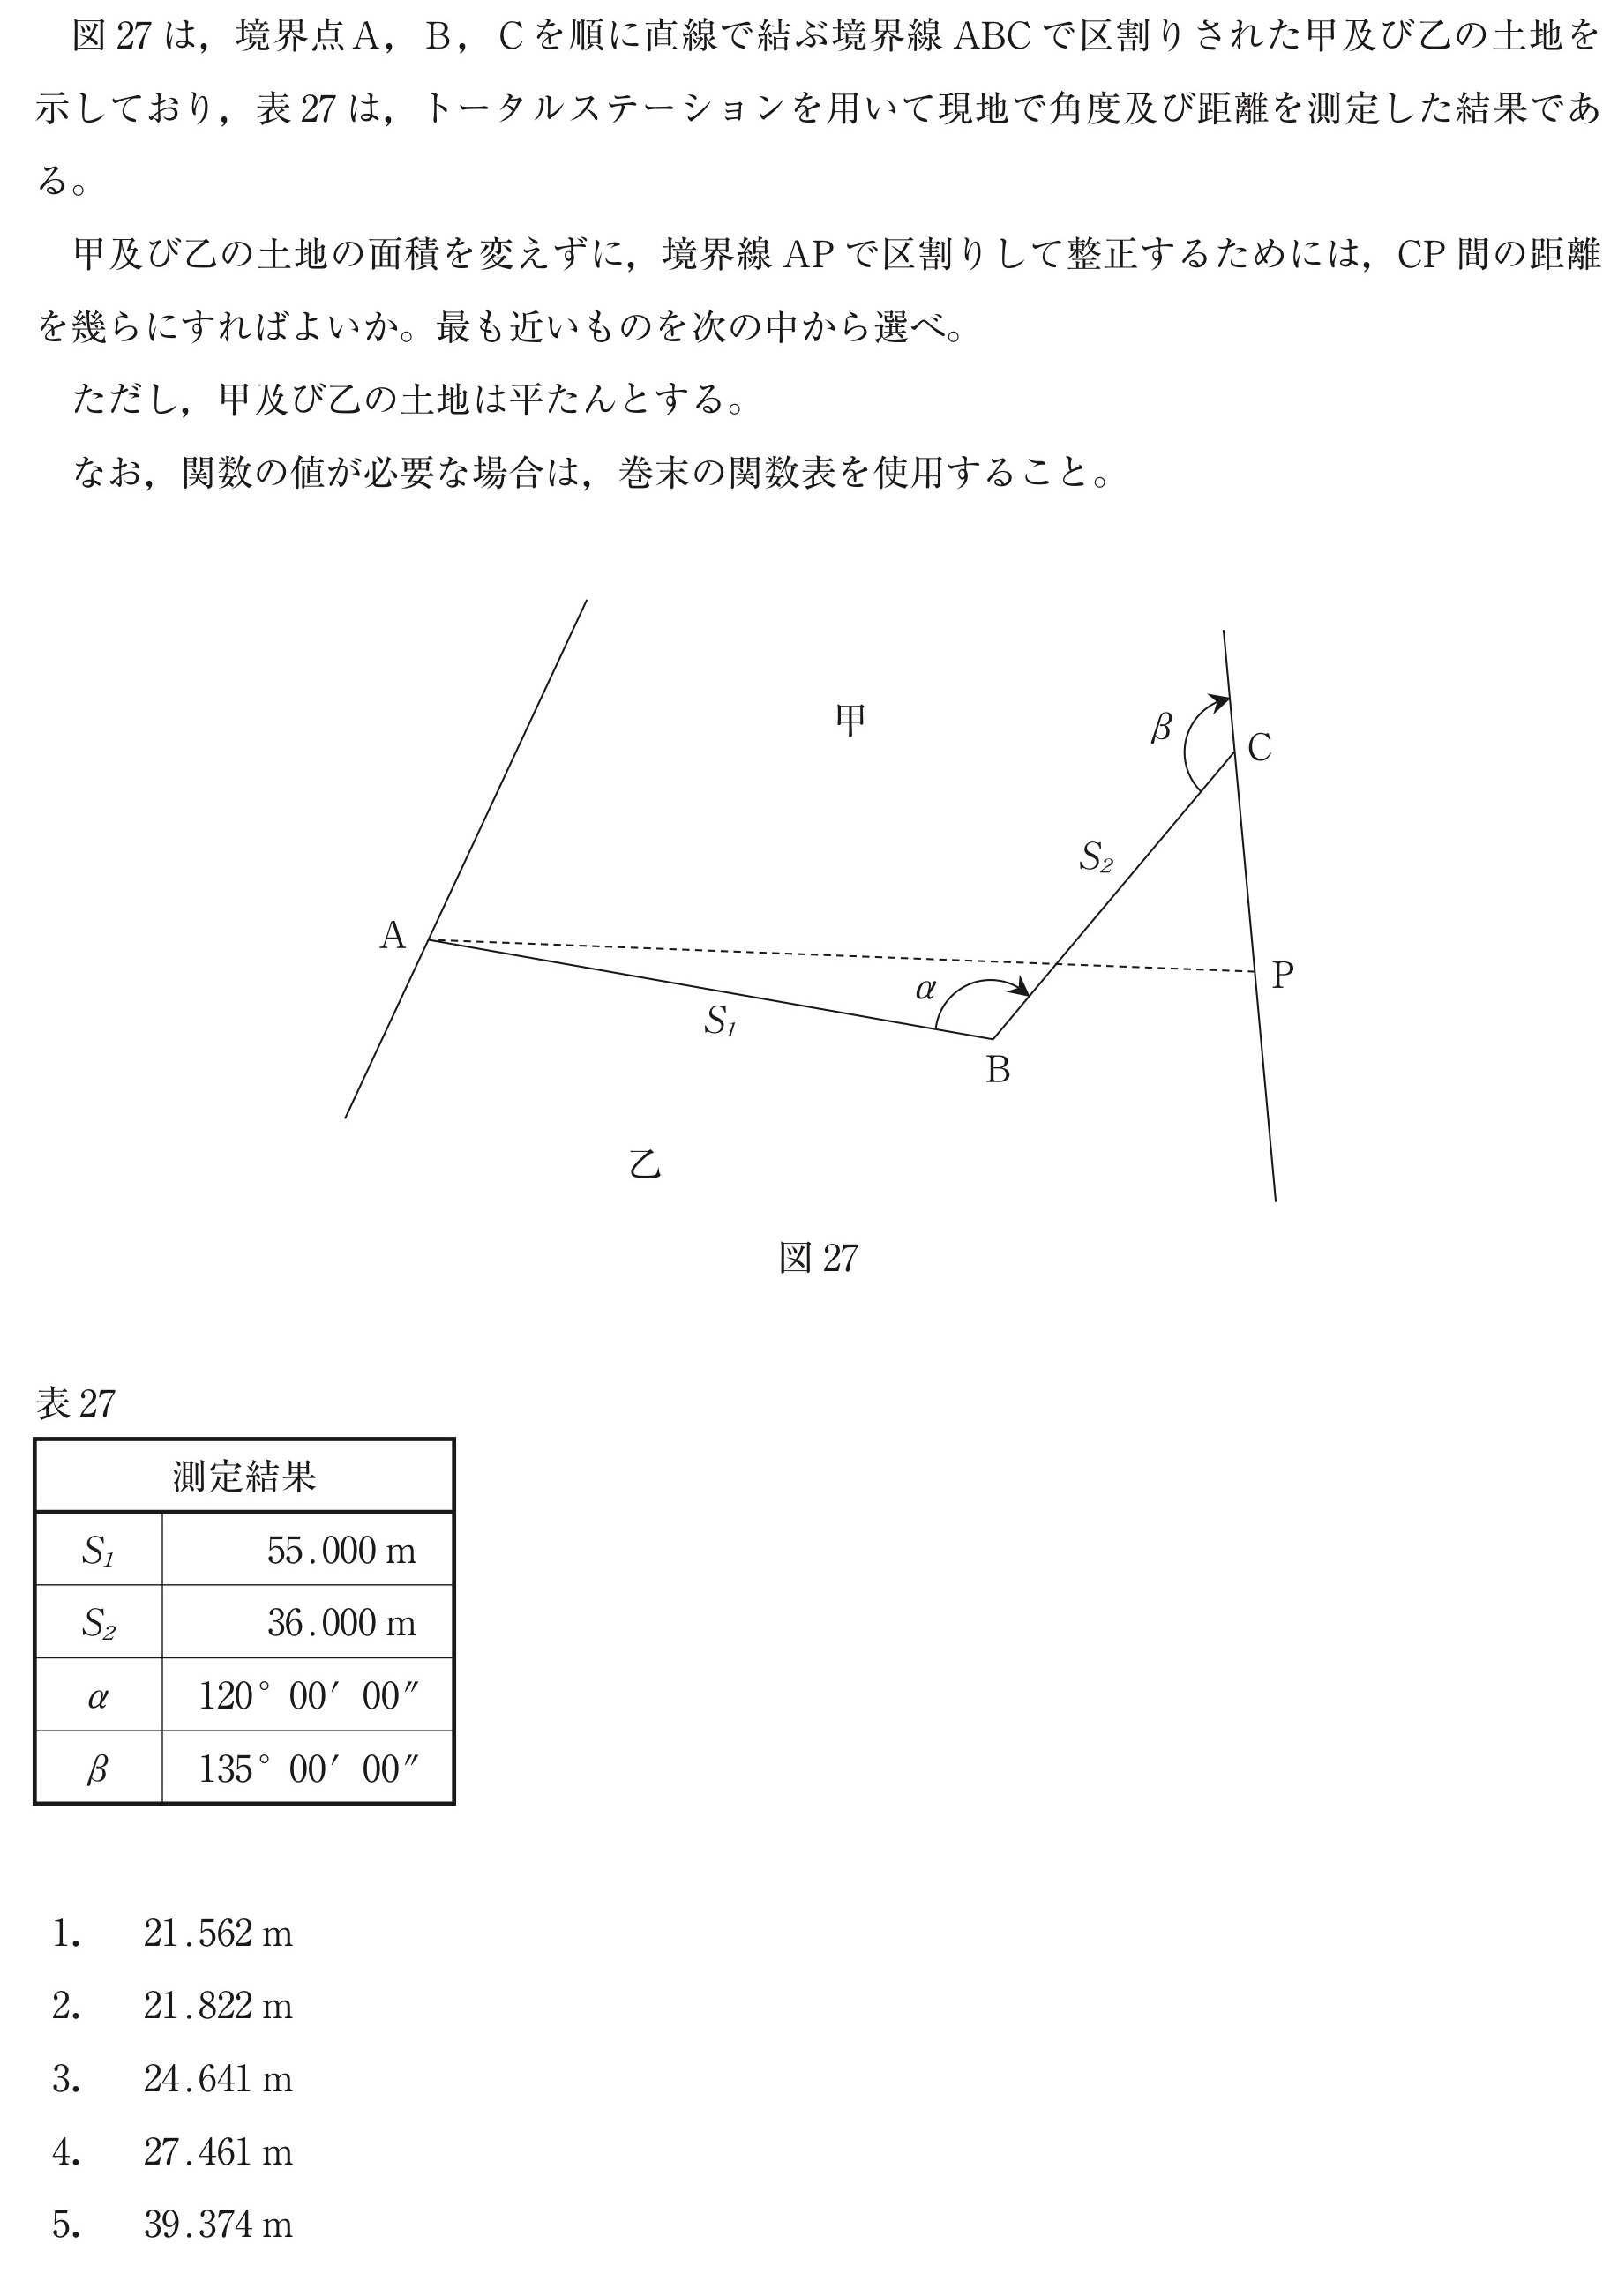 図 27 は，境界点 A， B， C を順に直線で結ぶ境界線 ABC で区割りされた甲及び乙の土地を
示しており，表 27 は，トータルステーションを用いて現地で角度及び距離を測定した結果であ
る。
甲及び乙の土地の面積を変えずに，境界線 AP で区割りして整正するためには，CP 間の距離
を幾らにすればよいか。最も近いものを次の中から選べ。
ただし，甲及び乙の土地は平たんとする。
なお，関数の値が必要な場合は，巻末の関数表を使用すること。
甲
β
C
S₂
A
α
P
S₁
B
乙
図 27
表 27
測定結果
S₁ 55.000 m
S₂ 36.000 m
α 120° 00′ 00″
β 135° 00′ 00″
1. 21.562 m
2. 21.822 m
3. 24.641 m
4. 27.461 m
5. 39.374 m